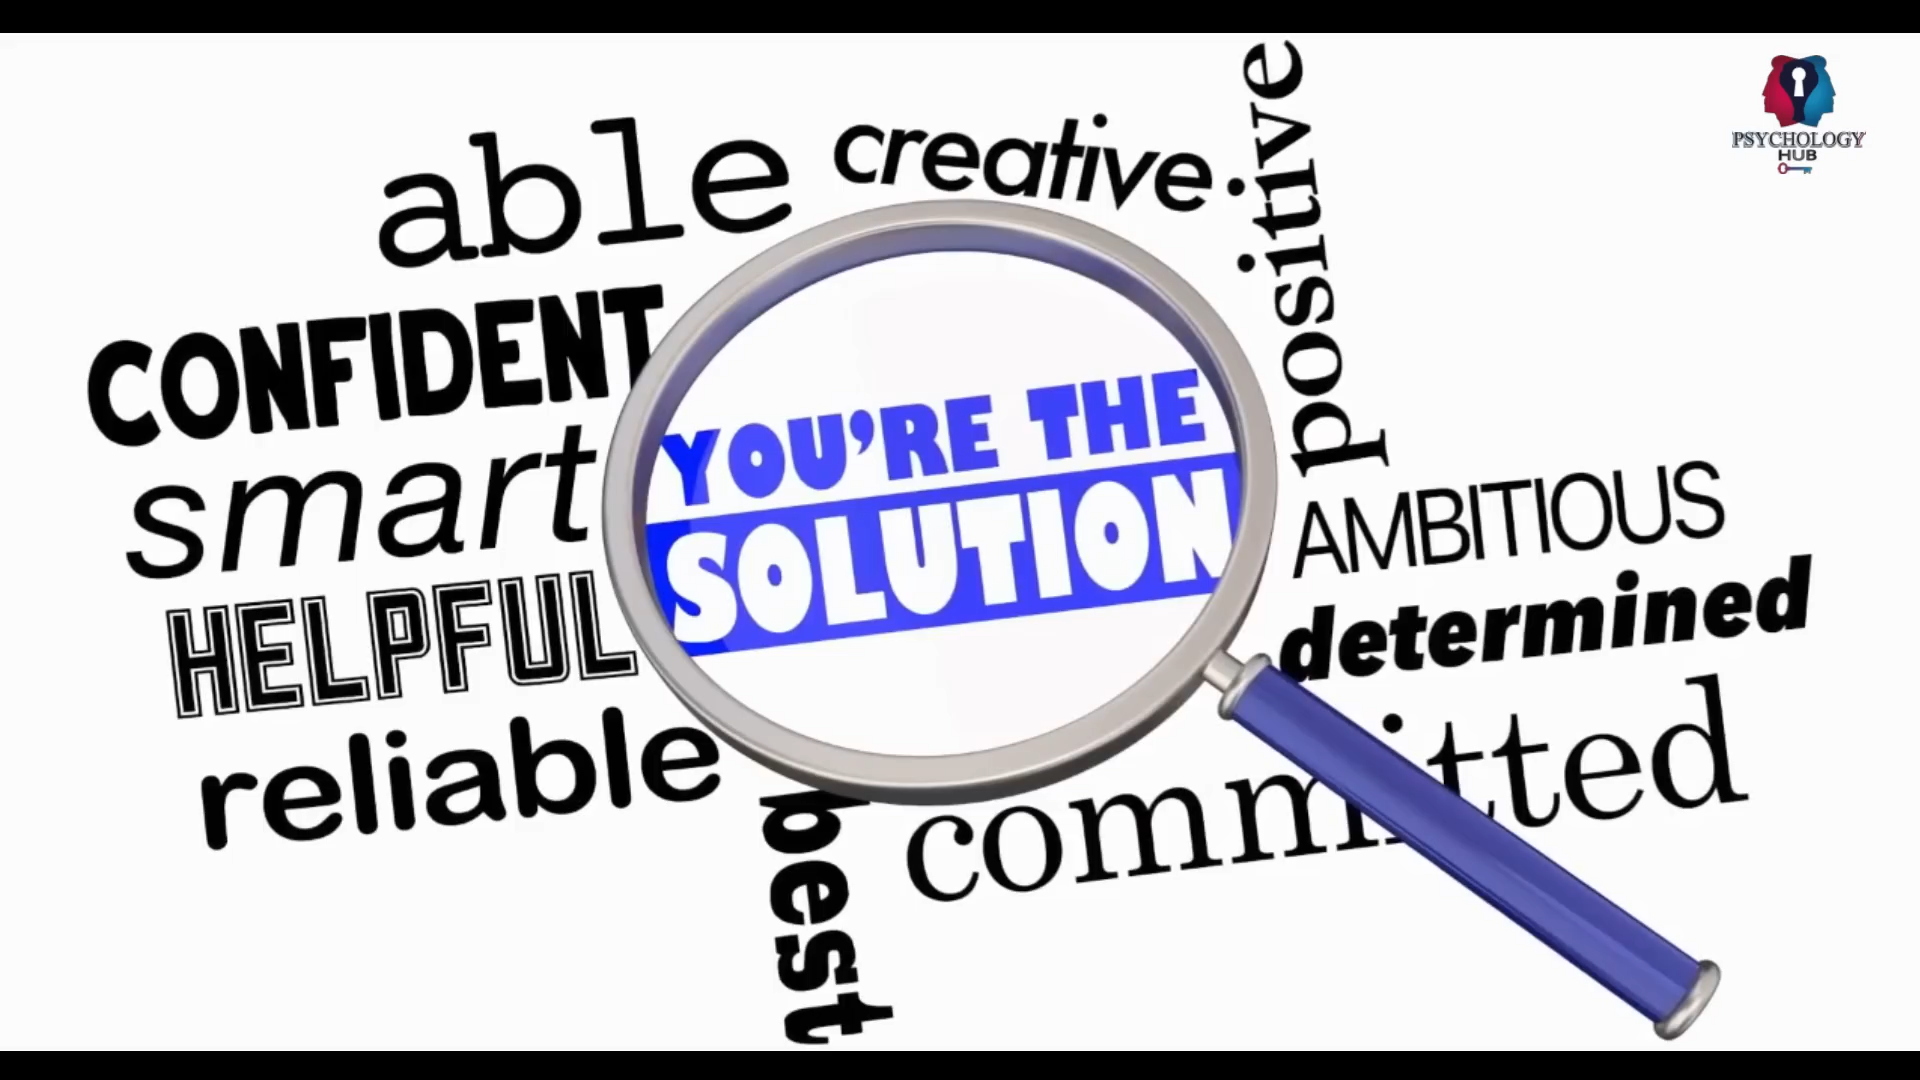 able
creative
positive
CONFIDENT
smart
HELPFUL
reliable
YOU'RE THE
SOLUTION
AMBITIOUS
determined
committed
best
PSYCHOLOGY
HUB